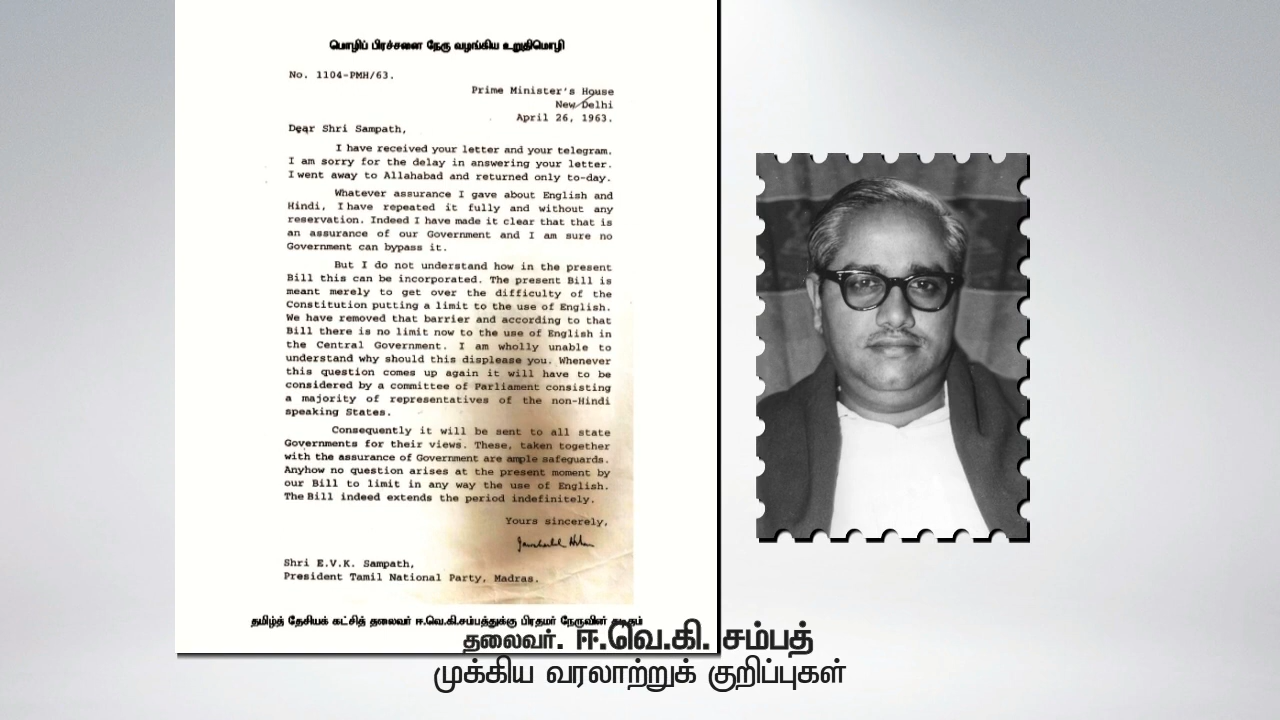 மொழிப் பிரச்சனை நேரு வழங்கிய உறுதிமொழி
No. 1104-PMH/63.
Prime Minister's House
New Delhi
April 26, 1963.
Dear Shri Sampath,
I have received your letter and your telegram.
I am sorry for the delay in answering your letter.
I went away to Allahabad and returned only to-day.
Whatever assurance I gave about English and
Hindi, I have repeated it fully and without any
reservation. Indeed I have made it clear that that is
an assurance of our Government and I am sure no
Government can bypass it.
But I do not understand how in the present
Bill this can be incorporated. The present Bill is
meant merely to get over the difficulty of the
Constitution putting a limit to the use of English.
We have removed that barrier and according to that
Bill there is no limit now to the use of English in
the Central Government. I am wholly unable to
understand why should this displease you. Whenever
this question comes up again it will have to be
considered by a committee of Parliament consisting
a majority of representatives of the non-Hindi
speaking States.
Consequently it will be sent to all state
Governments for their views. These, taken together
with the assurance of Government are ample safeguards.
Anyhow no question arises at the present moment by
our Bill to limit in any way the use of English.
The Bill indeed extends the period indefinitely.
Yours sincerely,
Jawaharlal Nehru
Shri E.V.K. Sampath,
President Tamil National Party, Madras.
தமிழ்த் தேசியக் கட்சித் தலைவர் ஈ.வெ.கி.சம்பத்துக்கு பிரதமர் நேருவின் கடிதம்
தலைவர். ஈ.வெ.கி. சம்பத்
முக்கிய வரலாற்றுக் குறிப்புகள்